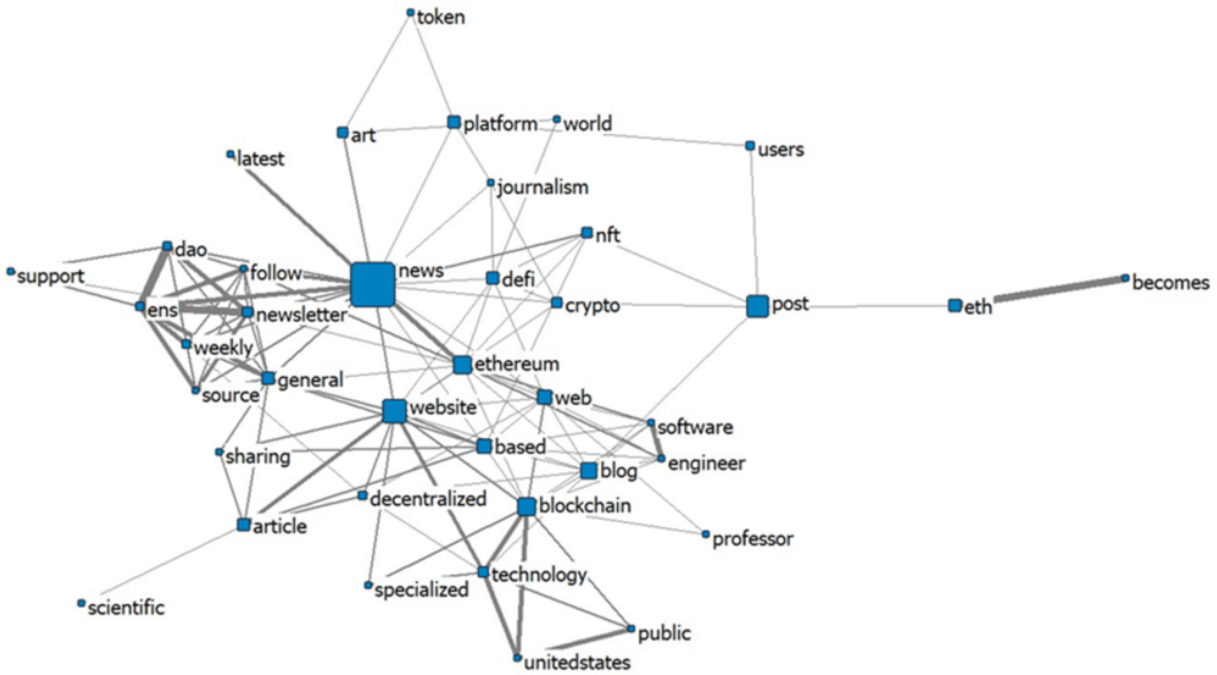 token
platform
world
art
users
latest
journalism
nft
dao
support
follow
news
defi
becomes
ens
newsletter
crypto
post
eth
weekly
ethereum
general
source
web
website
software
based
sharing
engineer
blog
decentralized
blockchain
article
professor
technology
specialized
scientific
public
unitedstates